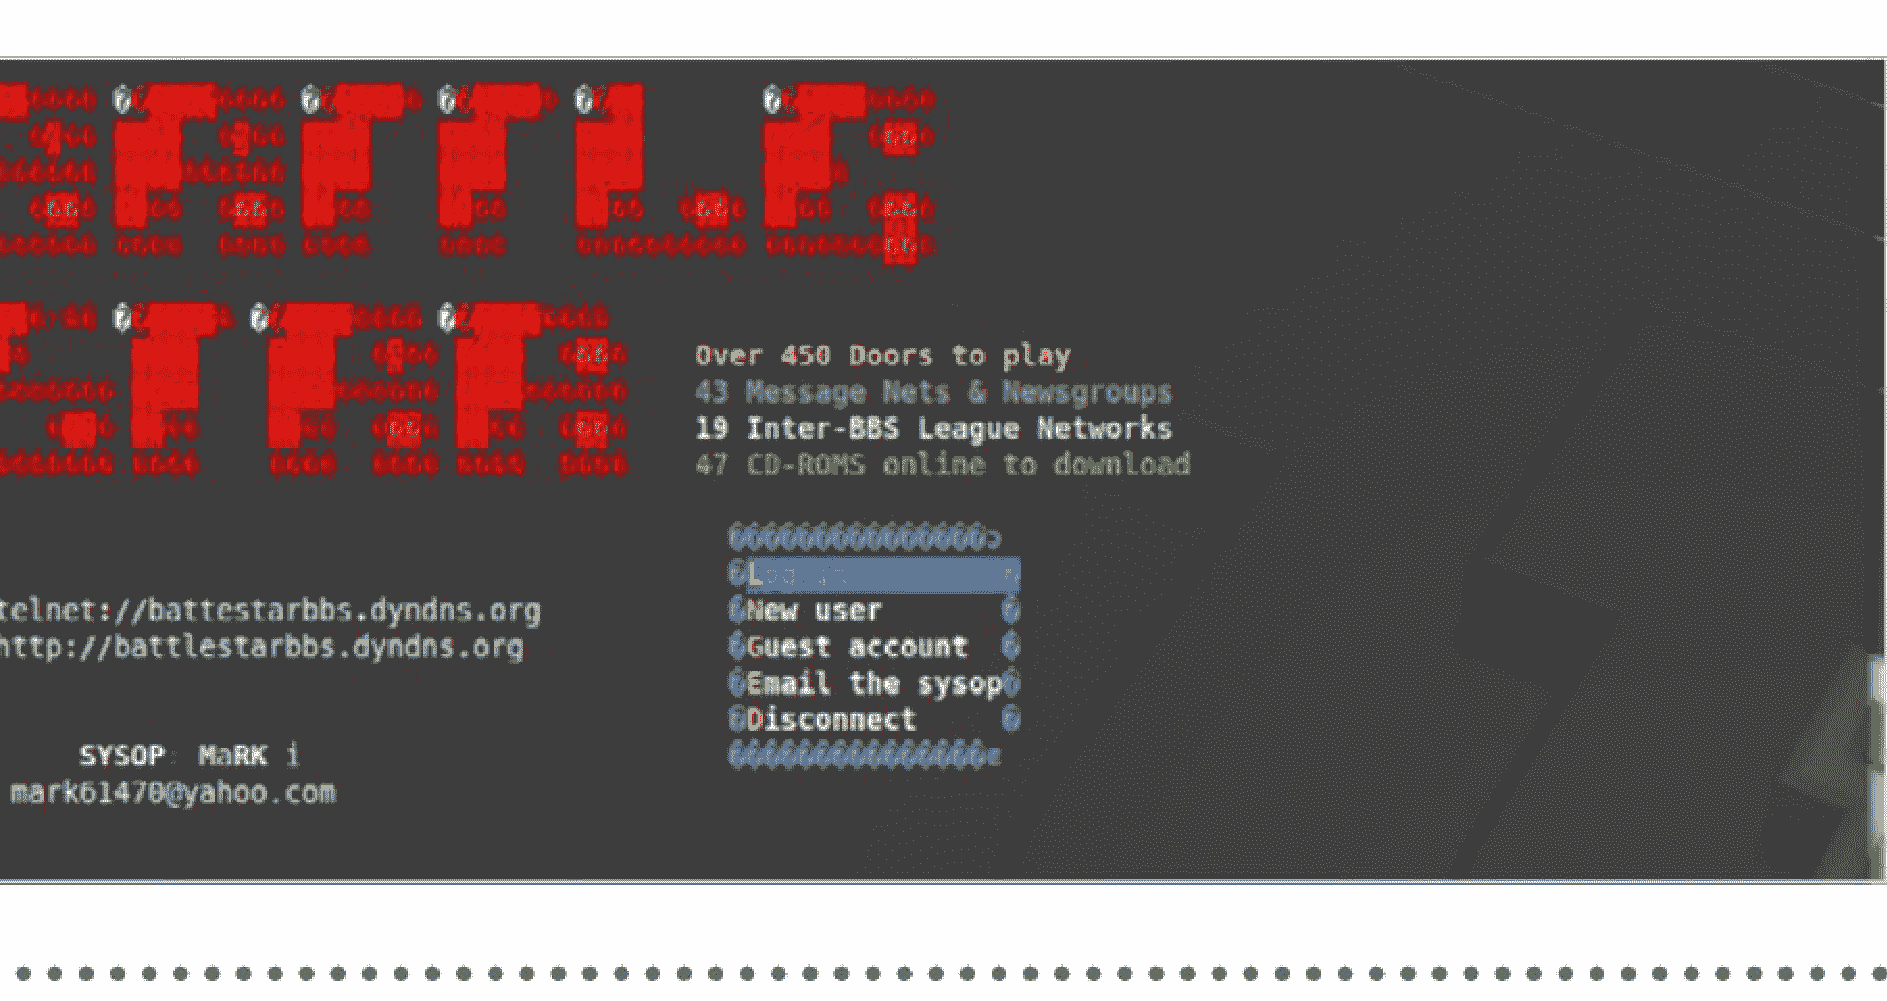 BATTLE
STAR
Over 450 Doors to play
43 Message Nets & Newsgroups
19 Inter-BBS League Networks
47 CD-ROMS online to download
New user
Guest account
Email the sysop
Disconnect
telnet://battestarbbs.dyndns.org
http://battlestarbbs.dyndns.org
SYSOP: MaRK i
mark61470@yahoo.com